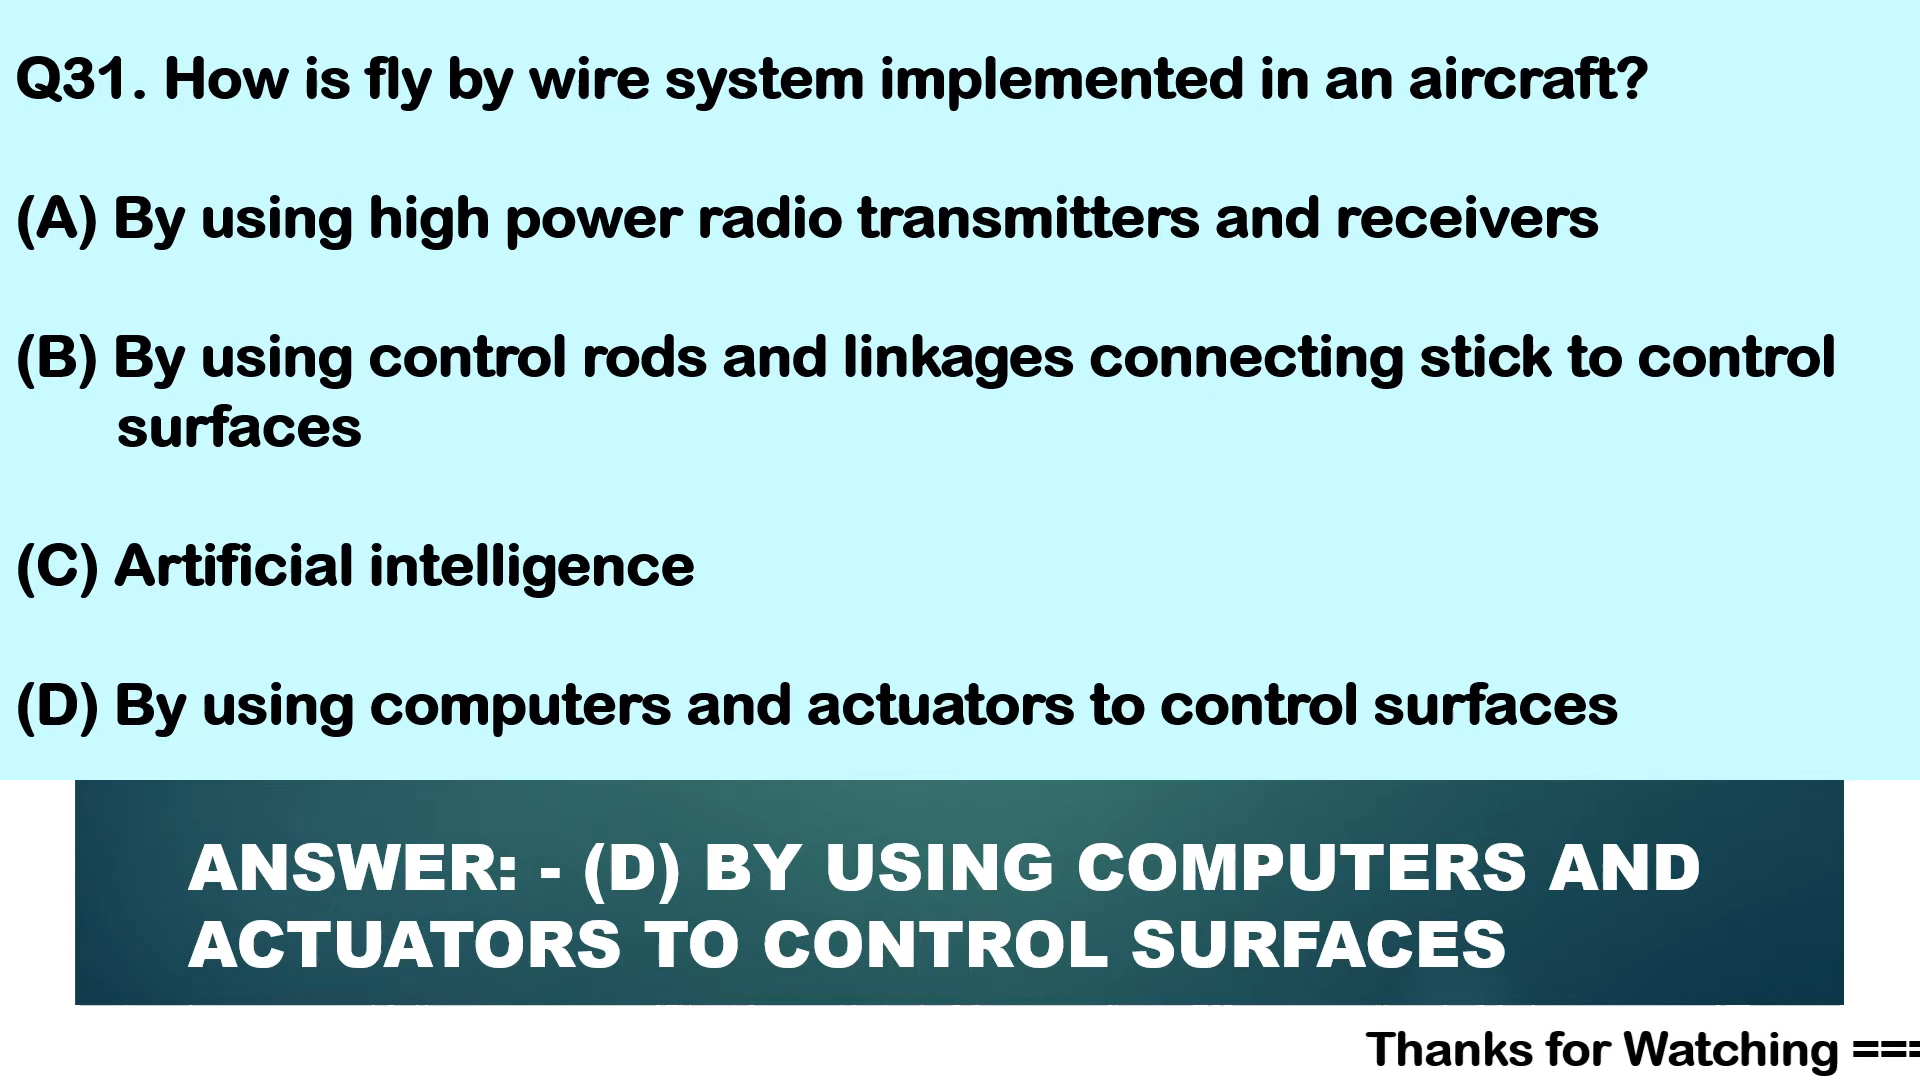 Q31. How is fly by wire system implemented in an aircraft?
(A) By using high power radio transmitters and receivers
(B) By using control rods and linkages connecting stick to control
surfaces
(C) Artificial intelligence
(D) By using computers and actuators to control surfaces
ANSWER: - (D) BY USING COMPUTERS AND
ACTUATORS TO CONTROL SURFACES
Thanks for Watching ===